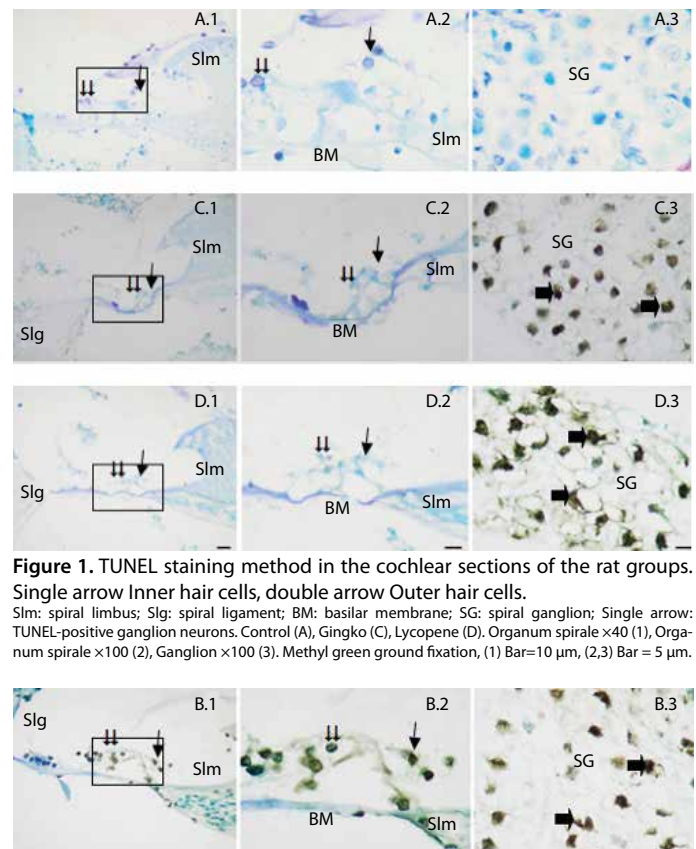 A.1 A.2 A.3
Slm SG
Slm
BM
C.1 C.2 C.3
Slm SG
Slm
Slg BM
D.1 D.2 D.3
Slg Slm SG
BM Slm
Figure 1. TUNEL staining method in the cochlear sections of the rat groups.
Single arrow Inner hair cells, double arrow Outer hair cells.
Slm: spiral limbus; Slg: spiral ligament; BM: basilar membrane; SG: spiral ganglion; Single arrow:
TUNEL-positive ganglion neurons. Control (A), Gingko (C), Lycopene (D). Organum spirale ×40 (1), Orga-
num spirale ×100 (2), Ganglion ×100 (3). Methyl green ground fixation, (1) Bar=10 μm, (2,3) Bar = 5 μm.
B.1 B.2 B.3
Slg
Slm SG
BM Slm